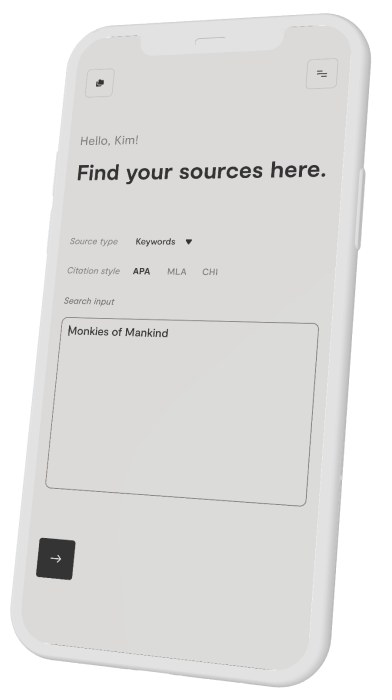 Hello, Kim!
Find your sources here.
Source type Keywords
Citation style APA MLA CHI
Search input
Monkies of Mankind